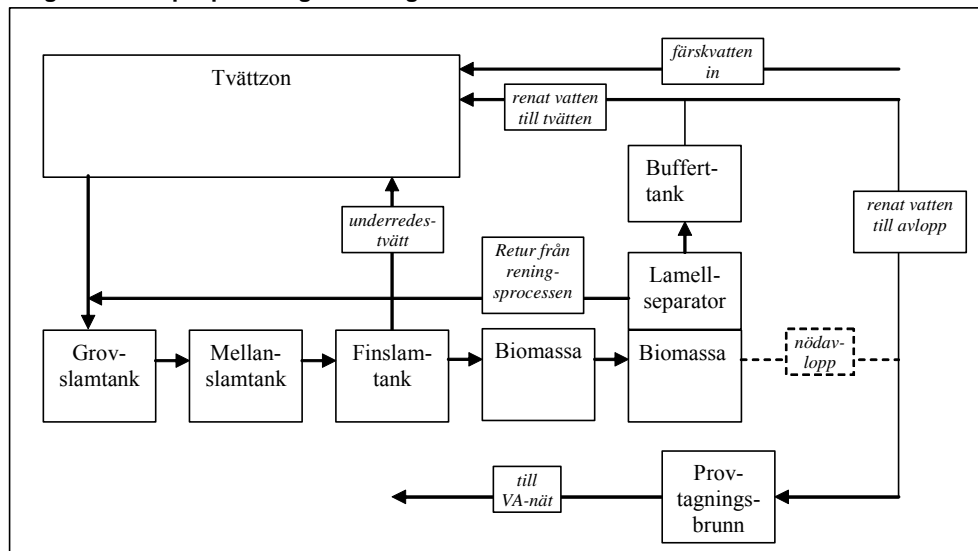 Tvättzon
färskvatten
in
renat vatten
till tvätten
Buffert-
tank
renat vatten
till avlopp
underredes-
tvätt
Retur från
renings-
sprocessen
Lamell-
separator
Grov-
slamtank
Mellan-
slamtank
Finslam-
tank
Biomassa
Biomassa
nödav-
lopp
till
VA-nät
Prov-
tagnings-
brunn